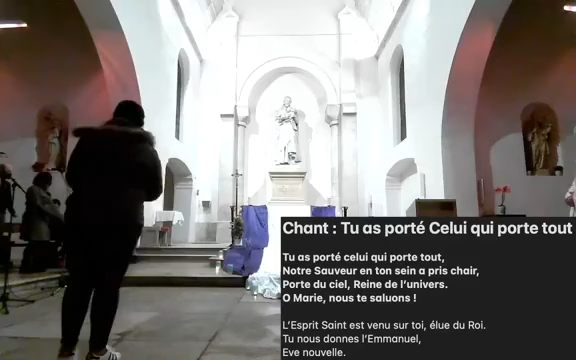 Chant : Tu as porté Celui qui porte tout
Tu as porté celui qui porte tout,
Notre Sauveur en ton sein a pris chair,
Porte du ciel, Reine de l'univers.
O Marie, nous te saluons !
L'Esprit Saint est venu sur toi, élue du Roi.
Tu nous donnes l'Emmanuel,
Eve nouvelle.